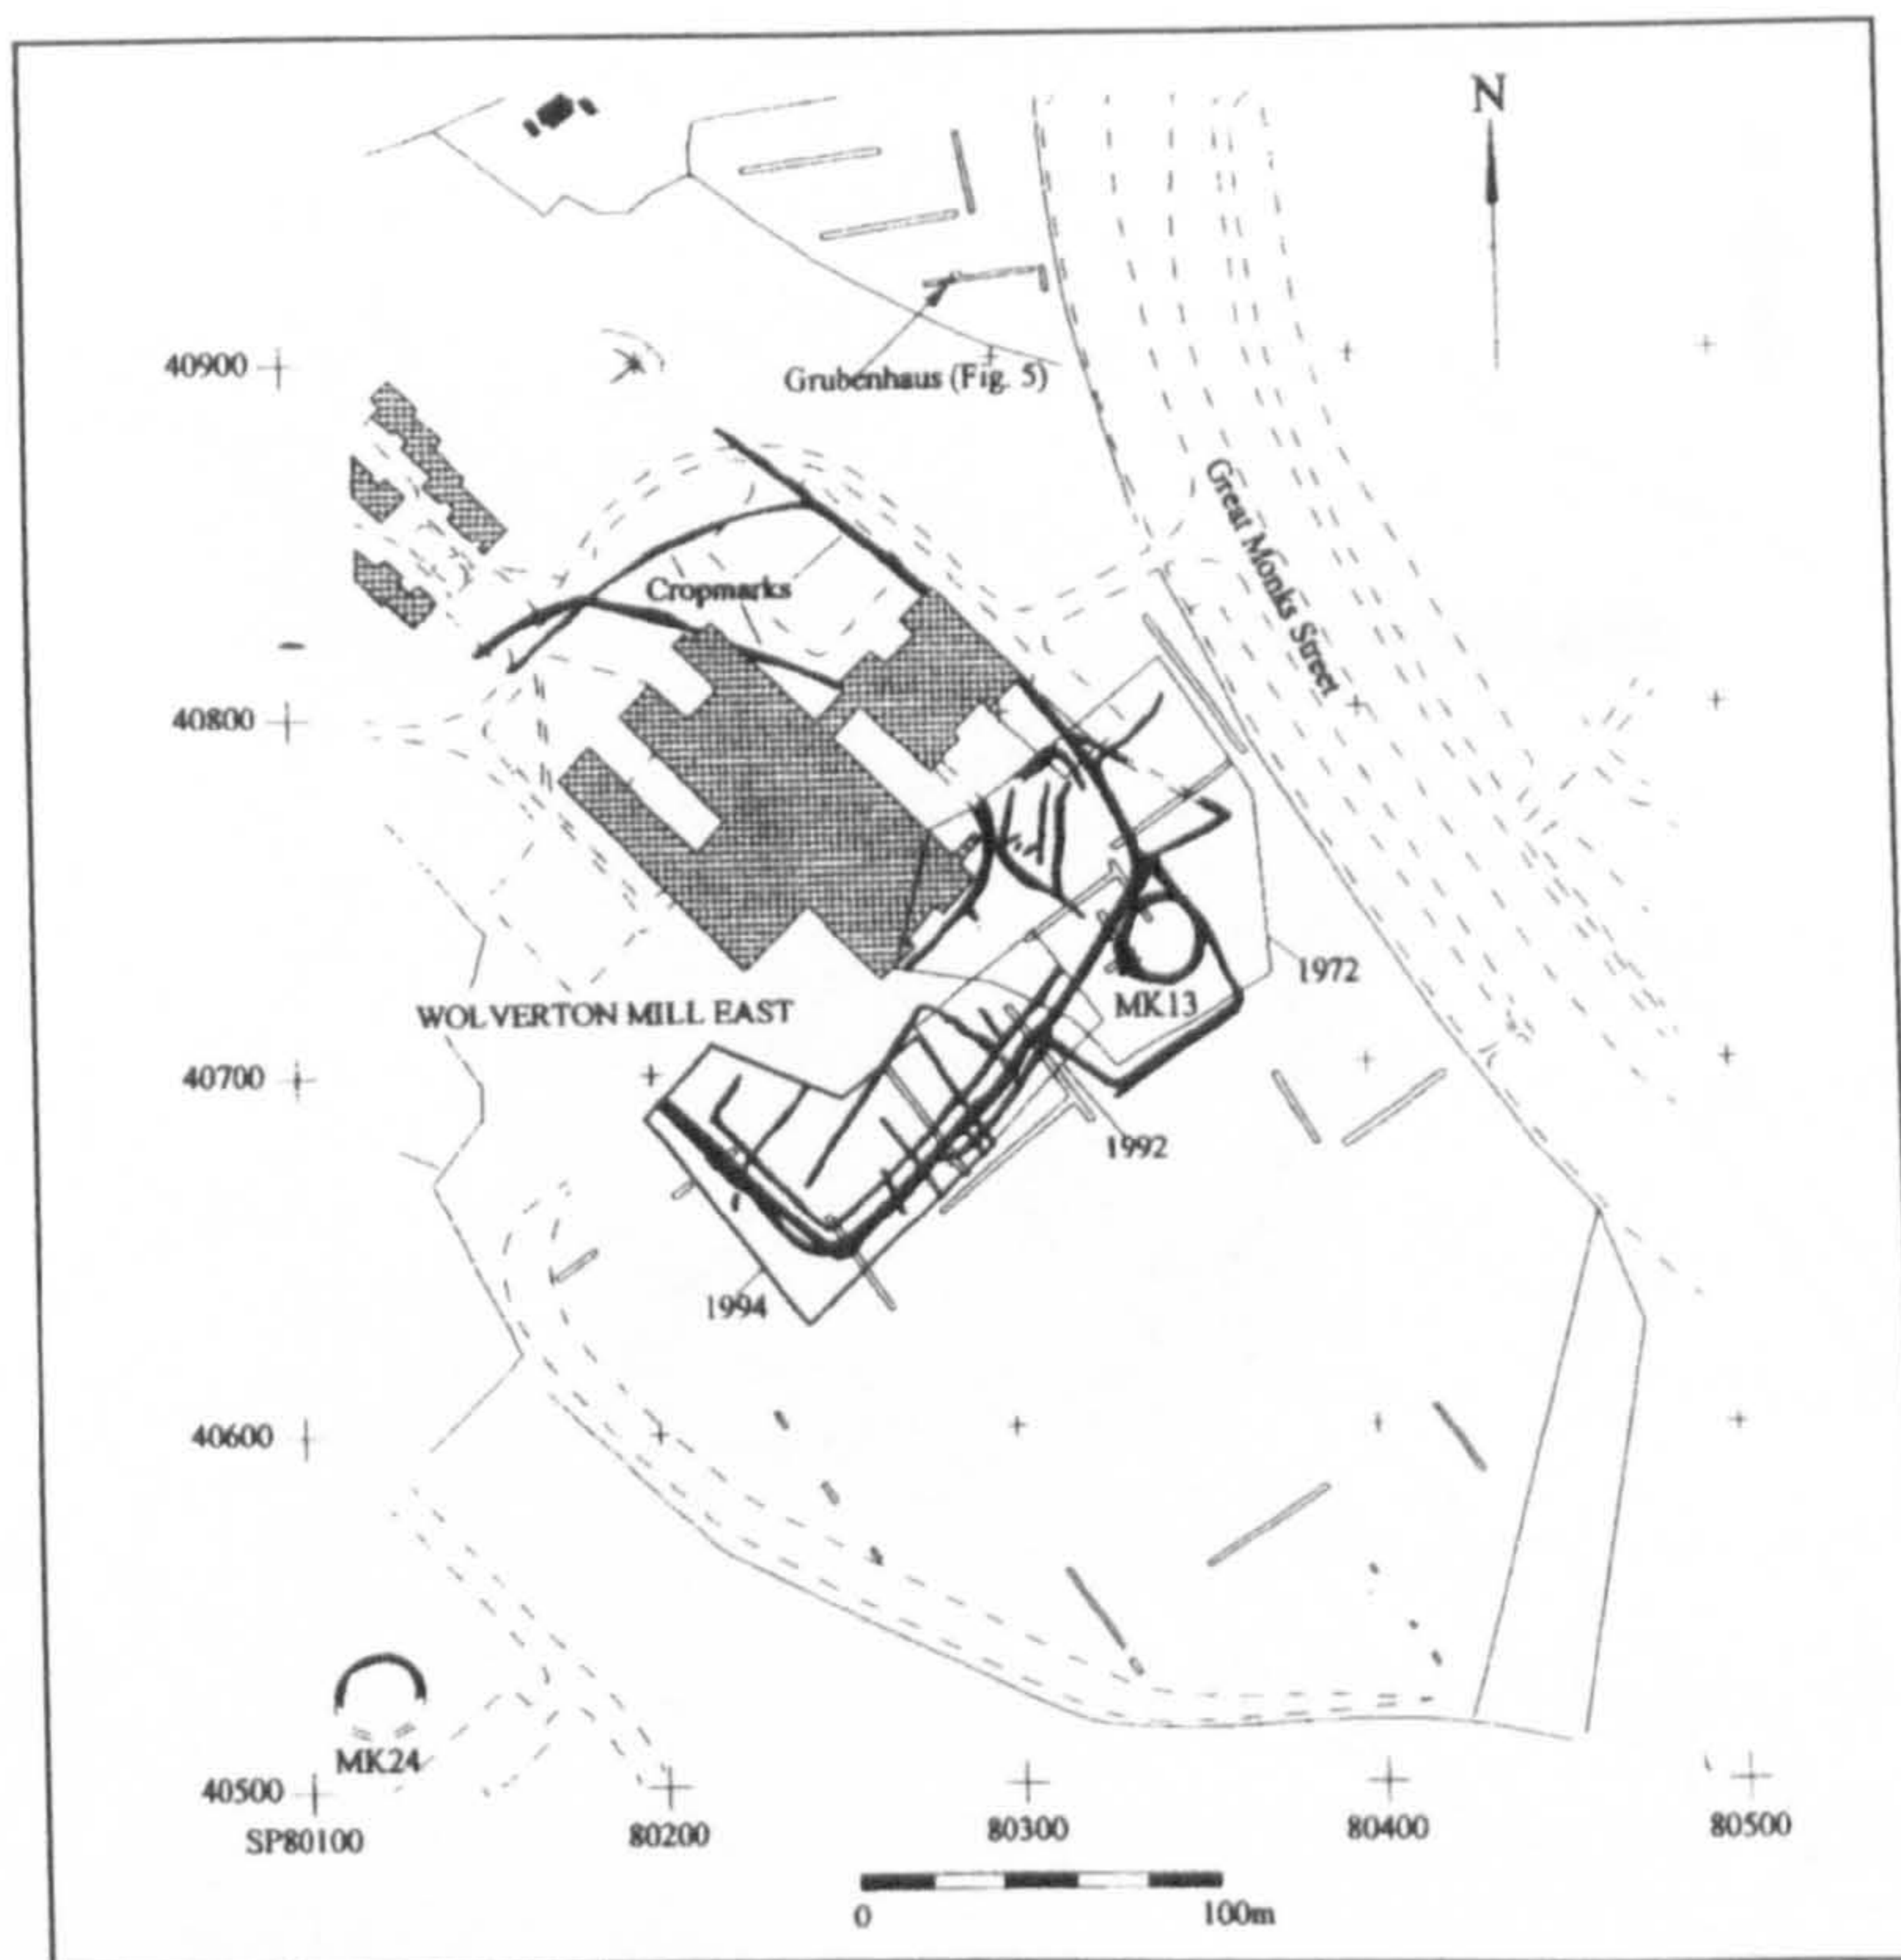 N
40900
Grubenhaus (Fig. 5)
Great Monks Street
Cropmarks
40800
1972
MK13
WOLVERTON MILL EAST
40700
1992
1994
40600
MK24
40500
SP80100
80200
80300
80400
80500
0
100m